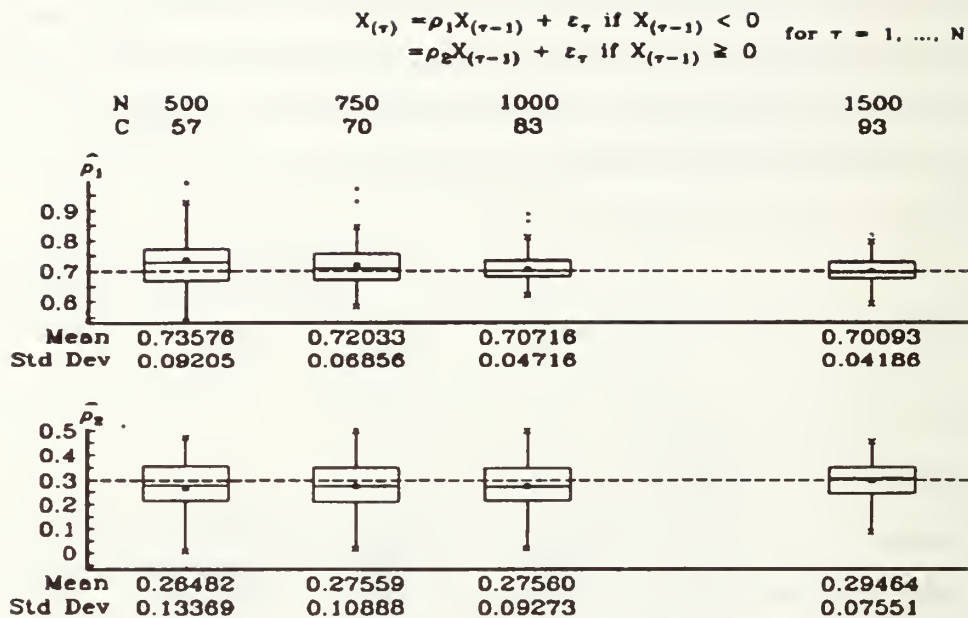 X(τ) =ρ1X(τ-1) + ετ if X(τ-1) < 0
=ρ2X(τ-1) + ετ if X(τ-1) ≥ 0 for τ = 1, ..., N
N 500 750 1000 1500
C 57 70 83 93
ρ̂1
0.9
0.8
0.7
0.6
Mean 0.73576 0.72033 0.70716 0.70093
Std Dev 0.09205 0.06856 0.04716 0.04186
ρ̂2
0.5
0.4
0.3
0.2
0.1
0
Mean 0.26482 0.27559 0.27560 0.29464
Std Dev 0.13369 0.10888 0.09273 0.07551